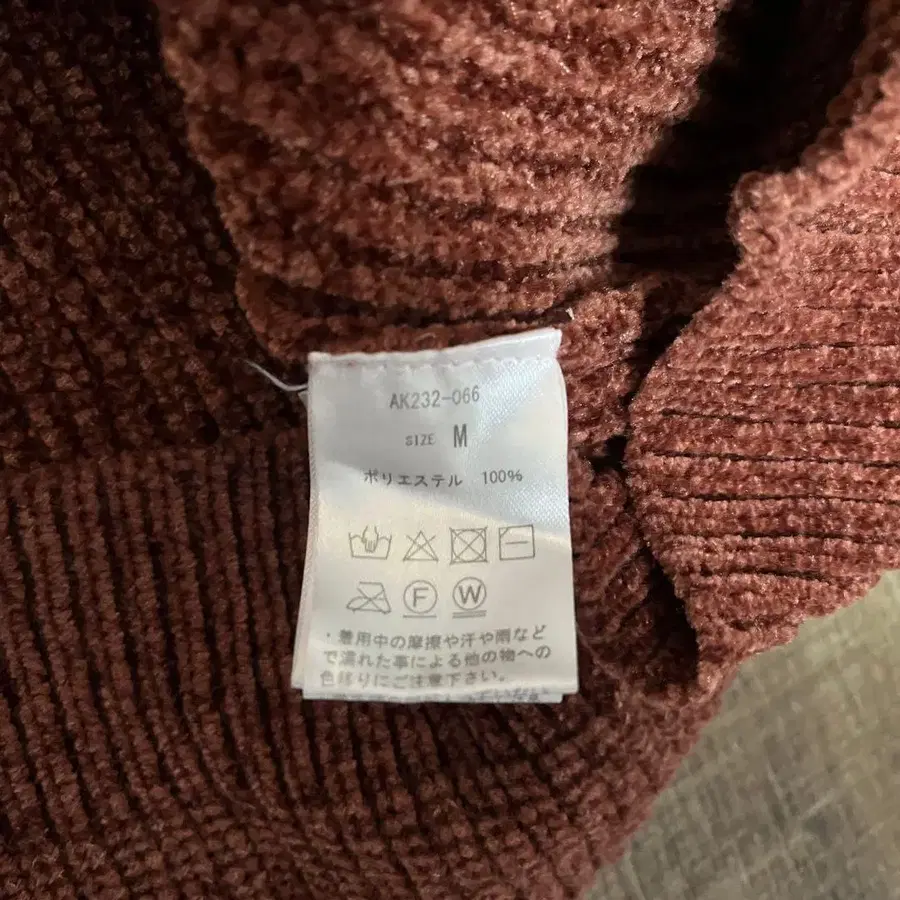 AK232-066
SIZE M
ポリエステル 100%
F W
・着用中の摩擦や汗や雨など
で濡れた事による他の物への
色移りにご注意下さい。